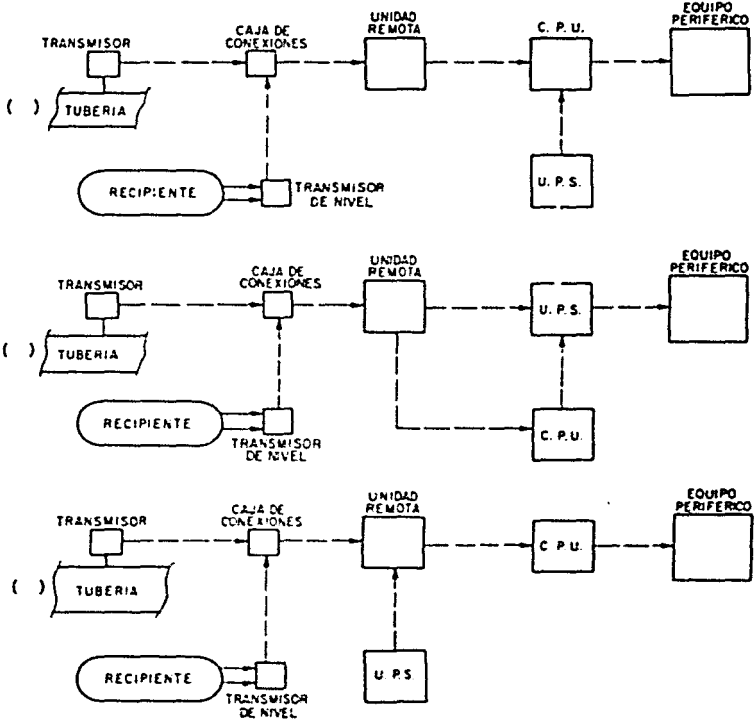 UNIDAD
REMOTA
EQUIPO
PERIFERICO
CAJA DE
CONEXIONES
C. P. U.
TRANSMISOR
( ) TUBERIA
RECIPIENTE
TRANSMISOR
DE NIVEL
U. P. S.
UNIDAD
REMOTA
EQUIPO
PERIFERICO
CAJA DE
CONEXIONES
TRANSMISOR
U. P. S.
( ) TUBERIA
RECIPIENTE
TRANSMISOR
DE NIVEL
C. P. U.
UNIDAD
REMOTA
EQUIPO
PERIFERICO
CAJA DE
CONEXIONES
TRANSMISOR
C. P. U.
( ) TUBERIA
RECIPIENTE
TRANSMISOR
DE NIVEL
U. P. S